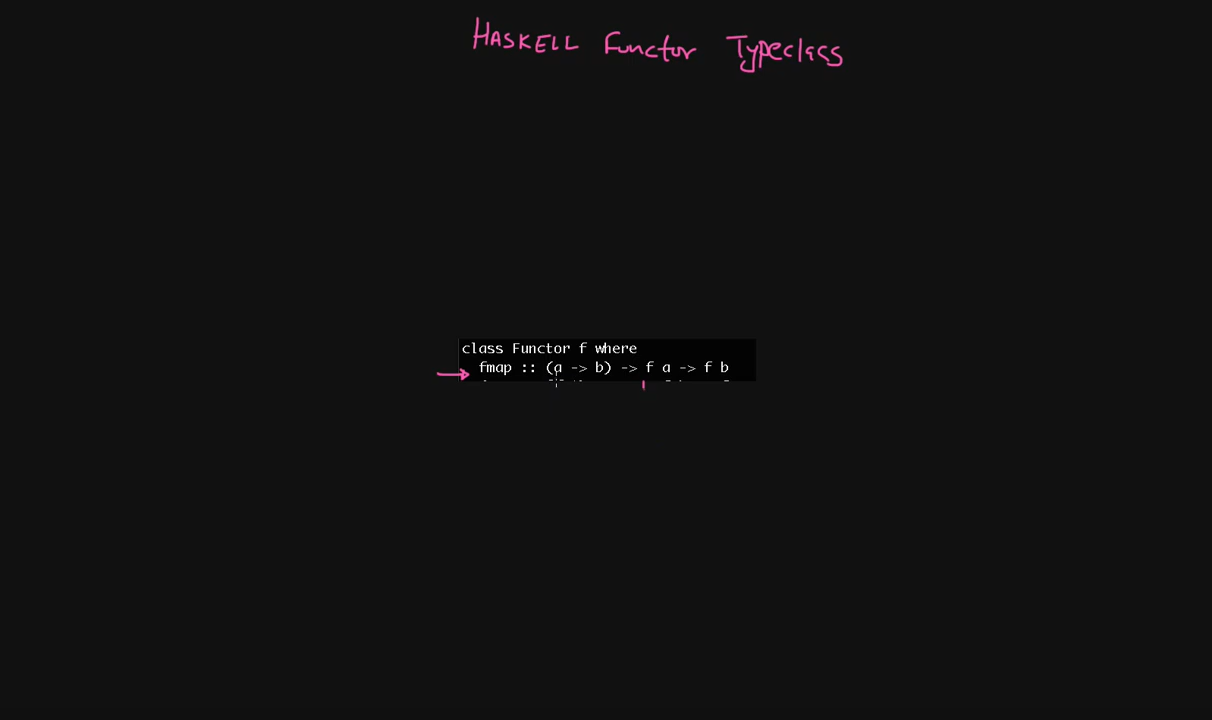 HASKELL Functor Typeclass
class Functor f where
fmap :: (a -> b) -> f a -> f b